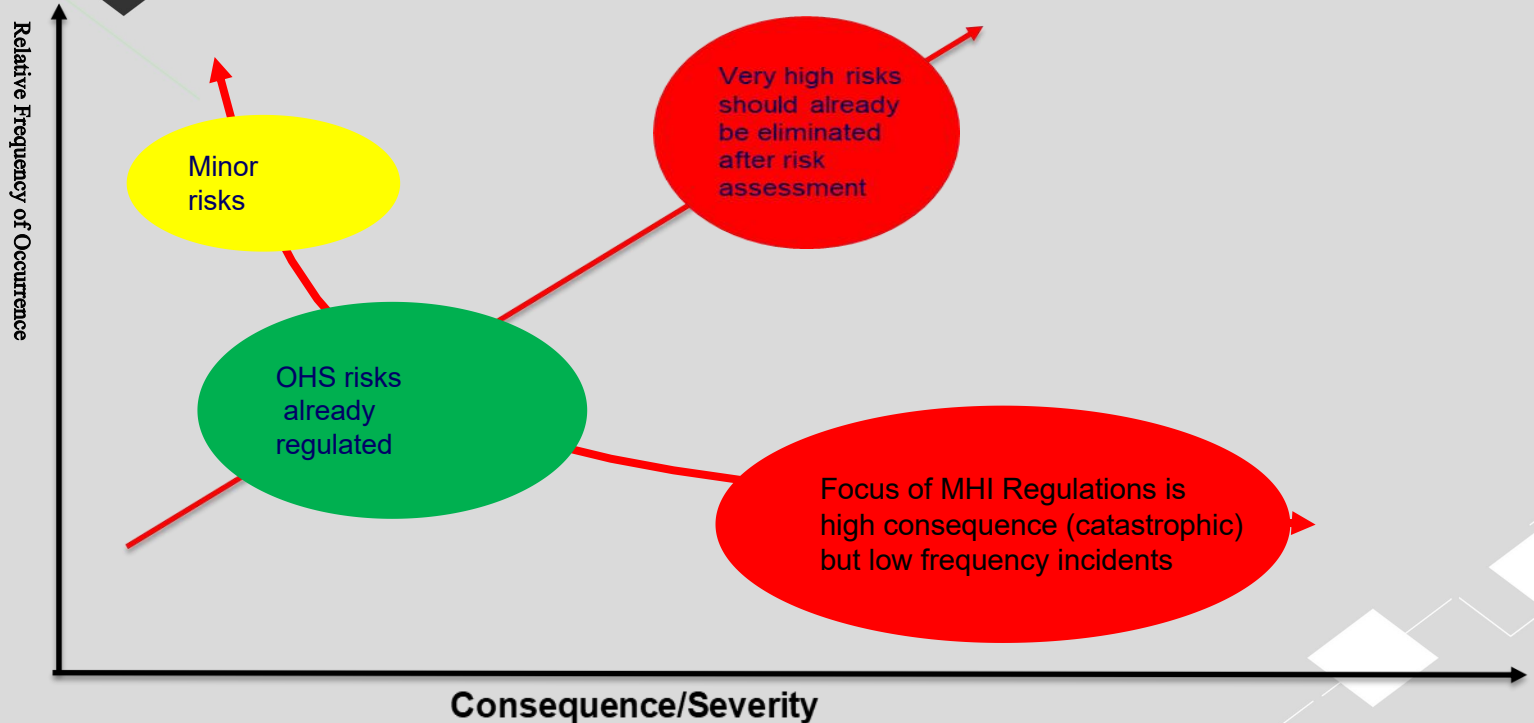 Relative Frequency of Occurrence
Minor
risks
Very high risks
should already
be eliminated
after risk
assessment
OHS risks
already
regulated
Focus of MHI Regulations is
high consequence (catastrophic)
but low frequency incidents
Consequence/Severity